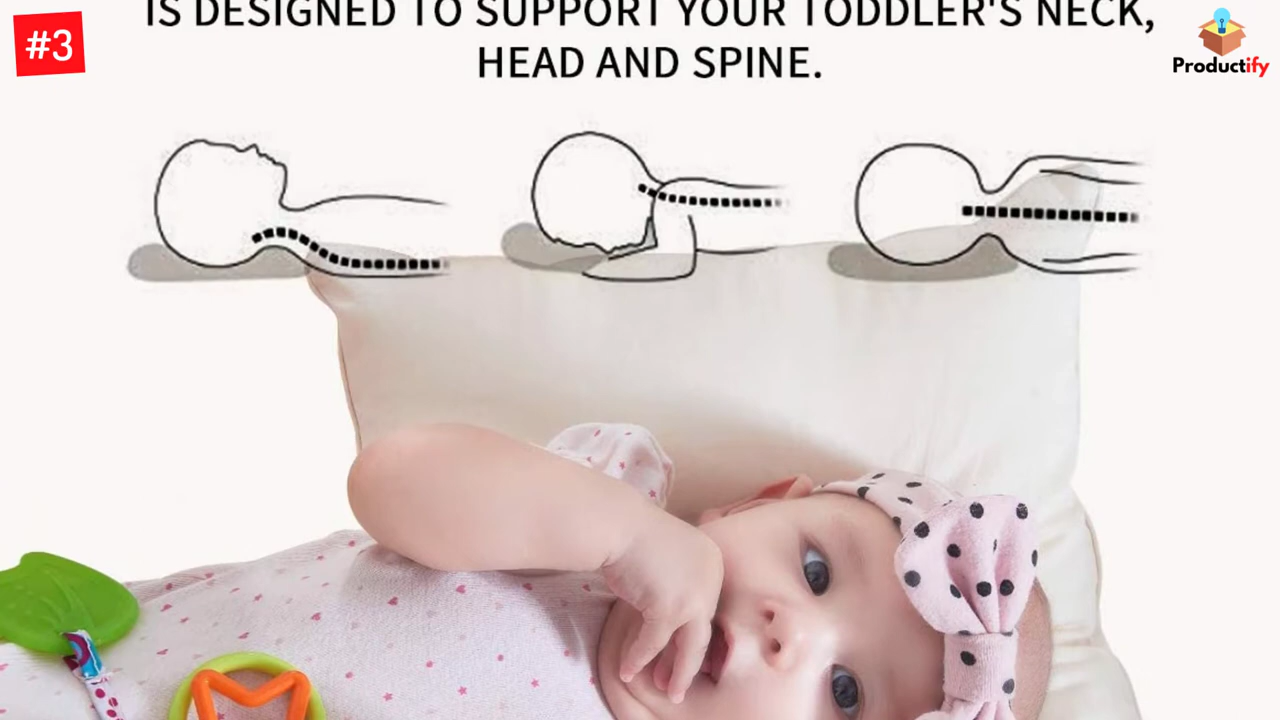 IS DESIGNED TO SUPPORT YOUR TODDLER'S NECK,
HEAD AND SPINE.
#3
Productify